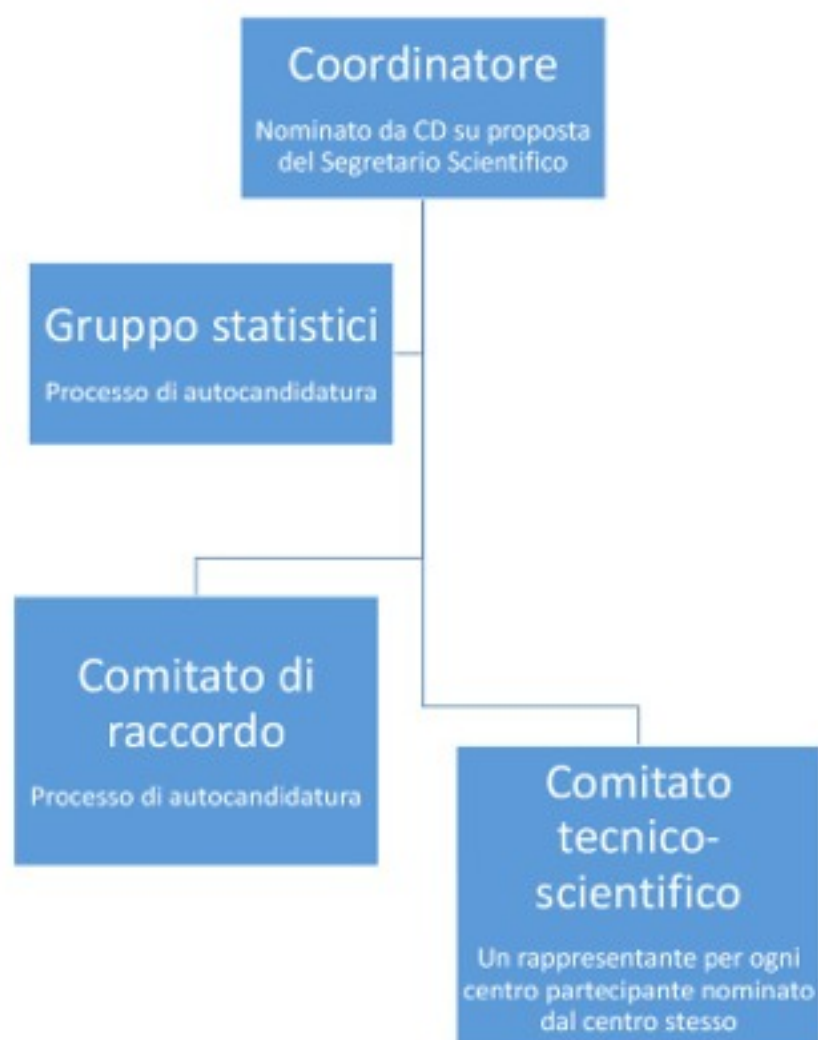 Coordinatore
Nominato da CD su proposta
del Segretario Scientifico
Gruppo statistici
Processo di autocandidatura
Comitato di
raccordo
Processo di autocandidatura
Comitato
tecnico-
scientifico
Un rappresentante per ogni
centro partecipante nominato
dal centro stesso